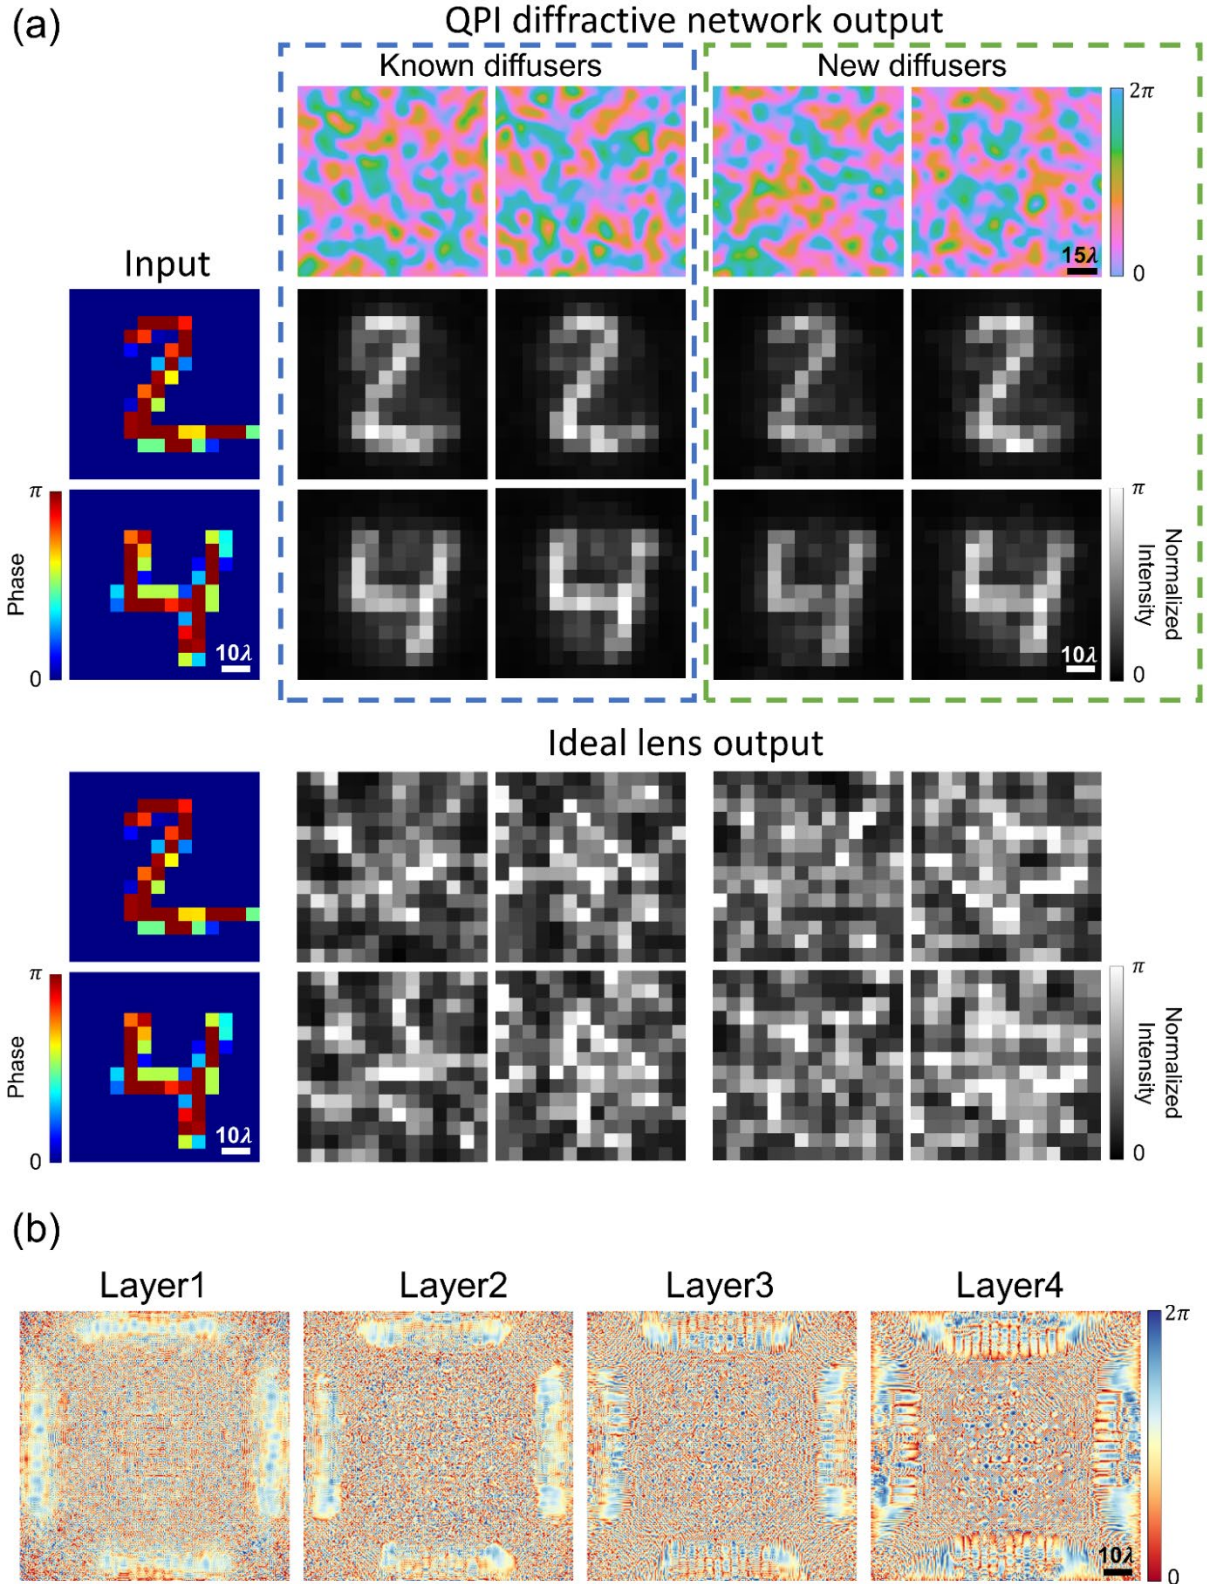 (a)
QPI diffractive network output
Known diffusers
New diffusers
2π
15λ
0
Input
π
Phase
0
10λ
π
Normalized
Intensity
10λ
0
Ideal lens output
π
Phase
0
10λ
π
Normalized
Intensity
0
(b)
Layer1
Layer2
Layer3
Layer4
2π
10λ
0